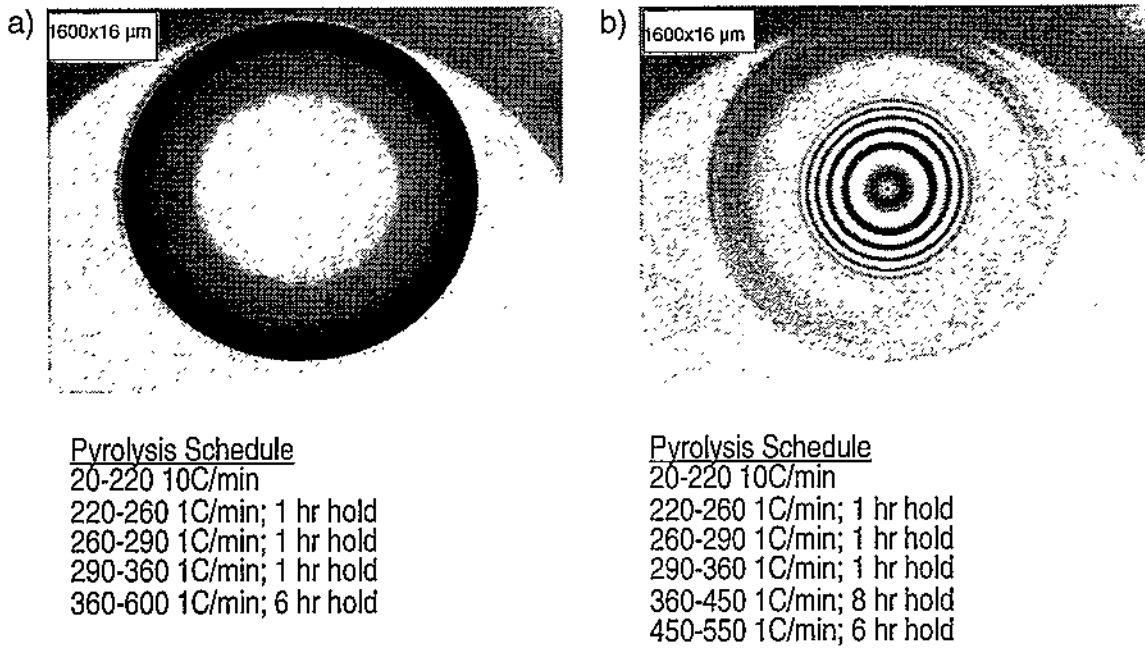 a)
1600x16 µm
b)
1600x16 µm
Pyrolysis Schedule
20-220 10C/min
220-260 1C/min; 1 hr hold
260-290 1C/min; 1 hr hold
290-360 1C/min; 1 hr hold
360-600 1C/min; 6 hr hold
Pyrolysis Schedule
20-220 10C/min
220-260 1C/min; 1 hr hold
260-290 1C/min; 1 hr hold
290-360 1C/min; 1 hr hold
360-450 1C/min; 8 hr hold
450-550 1C/min; 6 hr hold